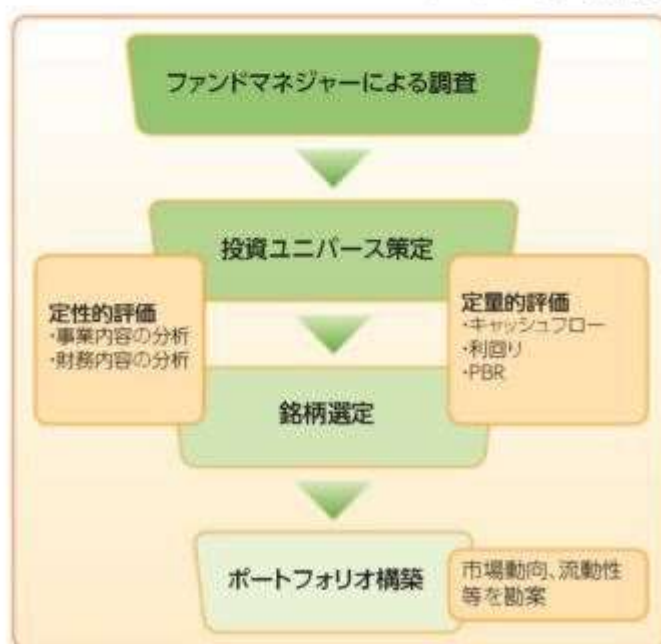 ファンドマネジャーによる調査
投資ユニバース策定
定性的評価
・事業内容の分析
・財務内容の分析
定量的評価
・キャッシュフロー
・利回り
・PBR
銘柄選定
ポートフォリオ構築
市場動向、流動性
等を勘案